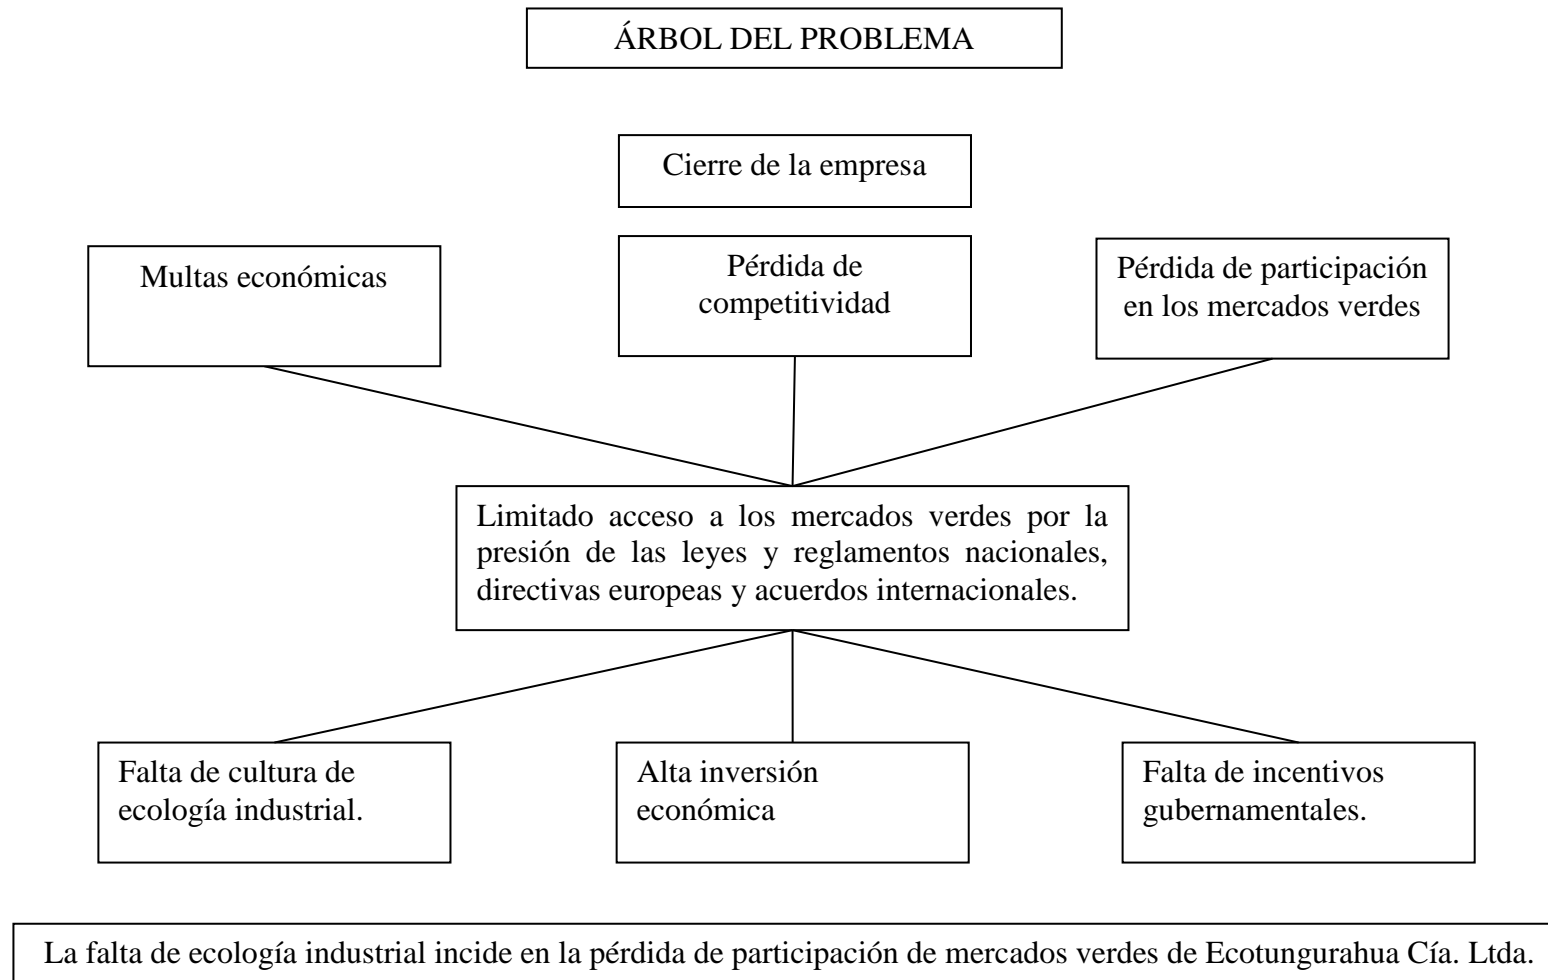 ÁRBOL DEL PROBLEMA
Cierre de la empresa
Multas económicas
Pérdida de
competitividad
Pérdida de participación
en los mercados verdes
Limitado acceso a los mercados verdes por la
presión de las leyes y reglamentos nacionales,
directivas europeas y acuerdos internacionales.
Falta de cultura de
ecología industrial.
Alta inversión
económica
Falta de incentivos
gubernamentales.
La falta de ecología industrial incide en la pérdida de participación de mercados verdes de Ecotungurahua Cía. Ltda.